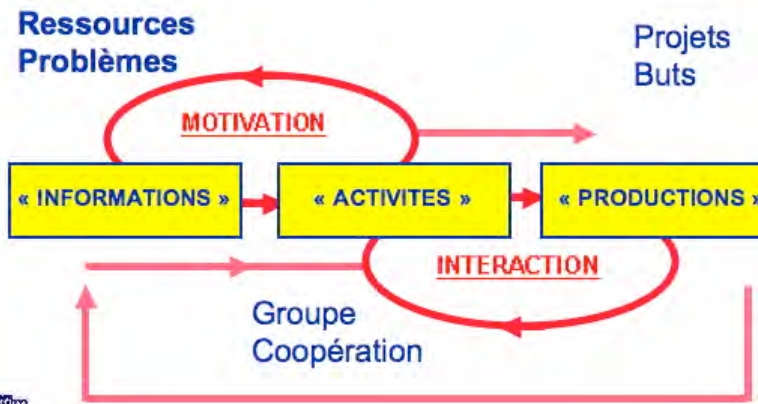 Ressources
Problèmes
Projets
Buts
MOTIVATION
« INFORMATIONS »
« ACTIVITES »
« PRODUCTIONS »
INTERACTION
Groupe
Coopération